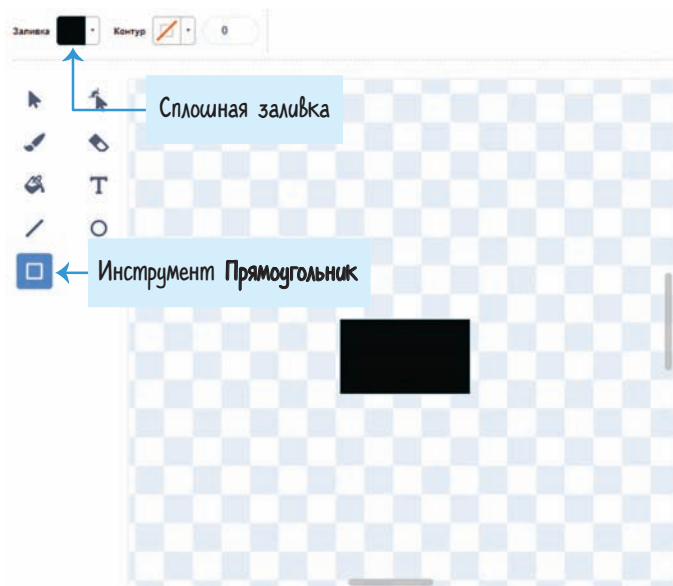 Заливка Контур 0
Сплошная заливка
T
Инструмент Прямоугольник